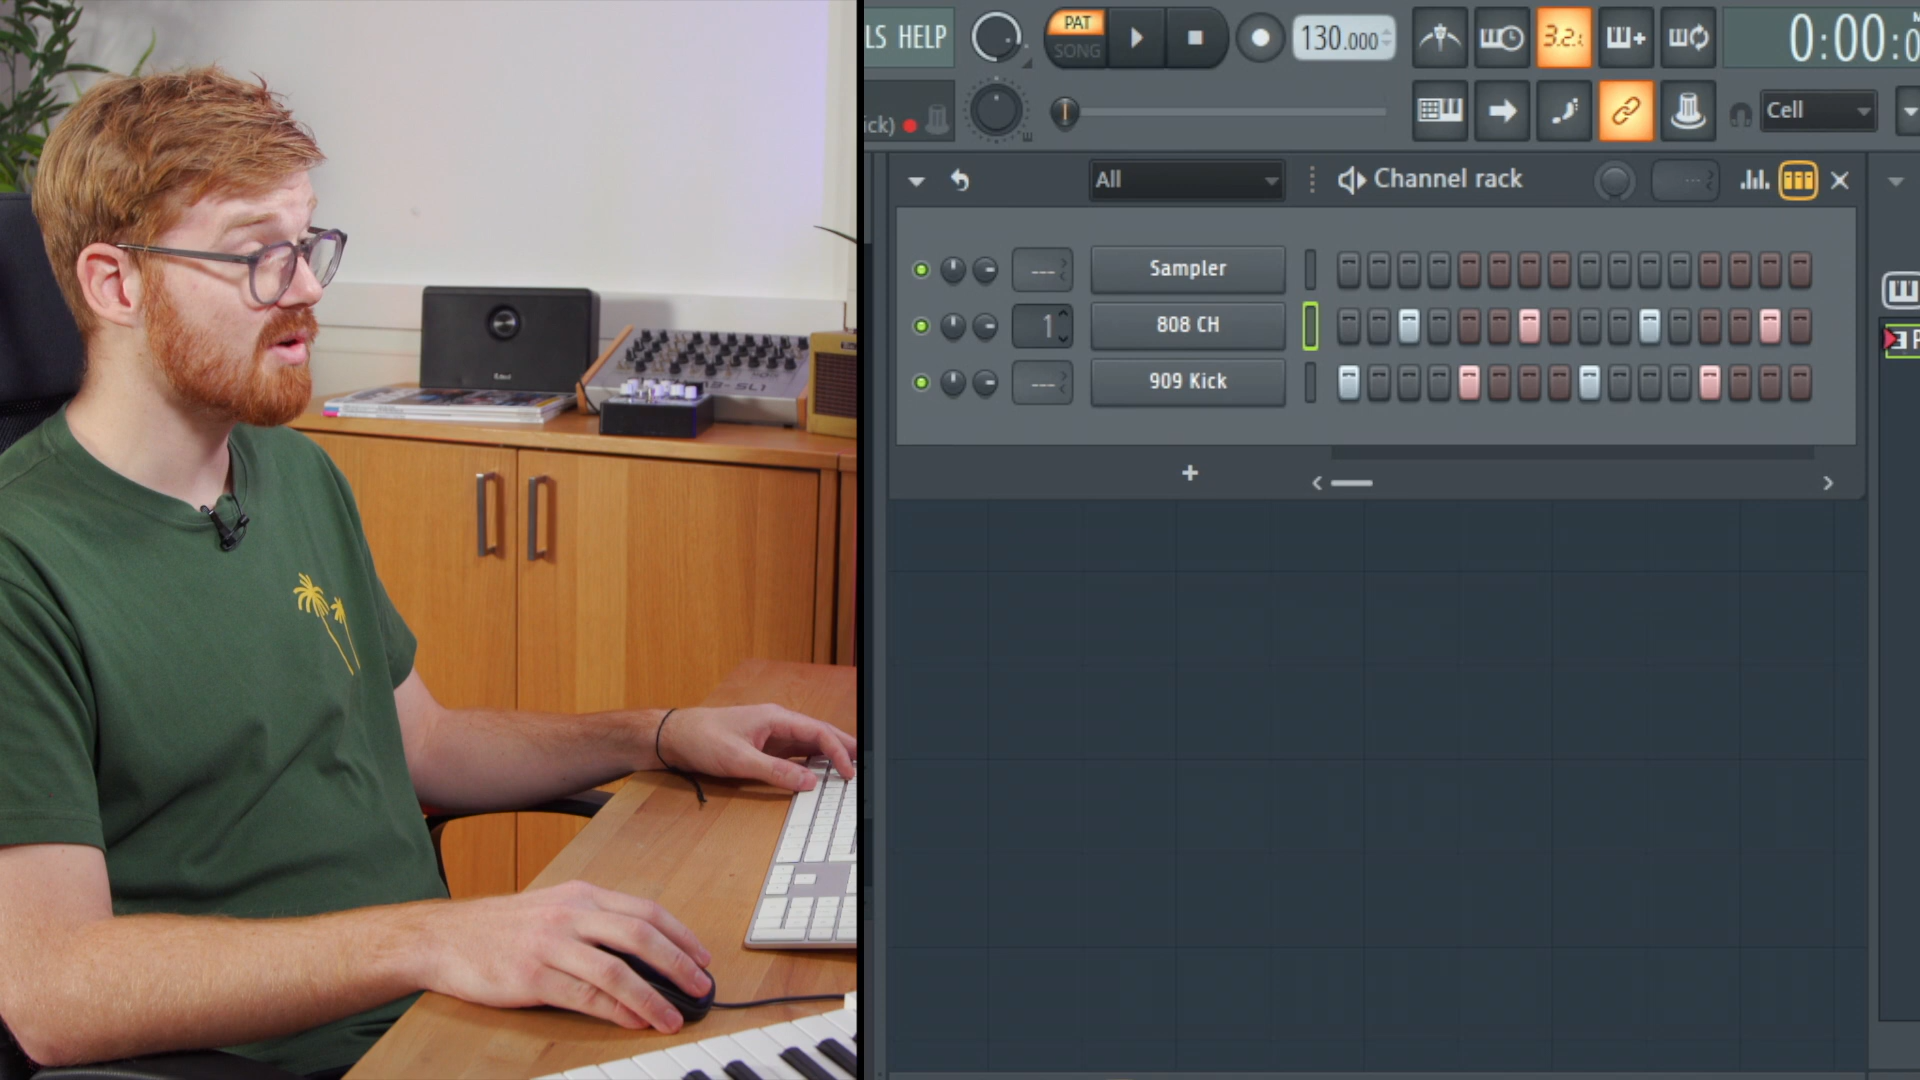 LS HELP
PAT
SONG
130.000
3.2.
0:00:0
ick)
Cell
All
Channel rack
---
---
Sampler
1
808 CH
---
909 Kick
+